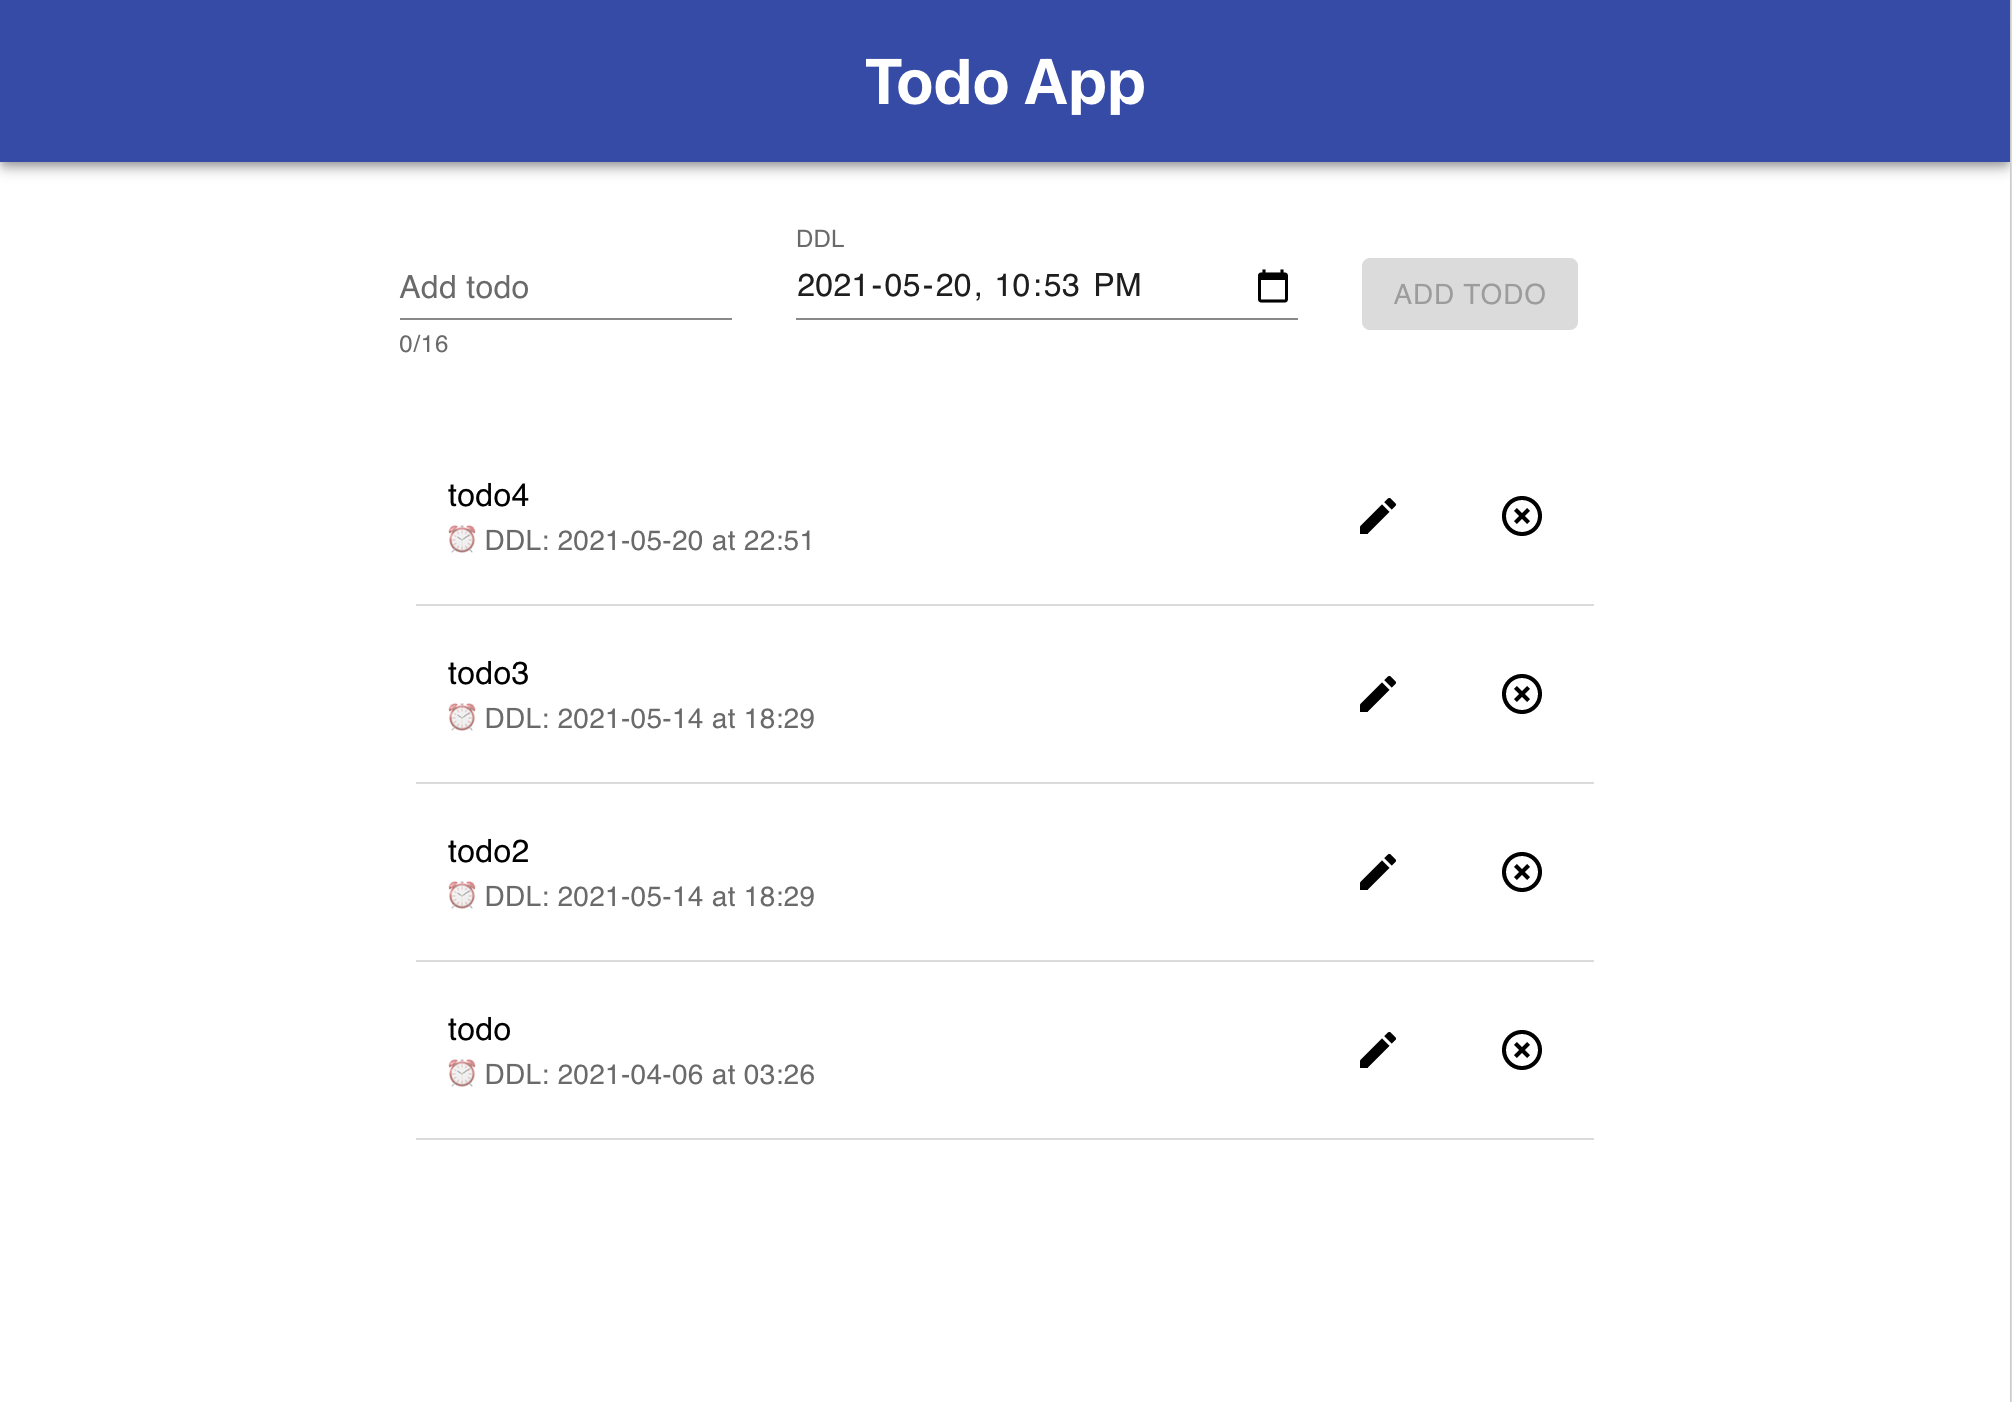 Todo App
DDL
Add todo
2021-05-20, 10:53 PM
ADD TODO
0/16
todo4
⏰ DDL: 2021-05-20 at 22:51
todo3
⏰ DDL: 2021-05-14 at 18:29
todo2
⏰ DDL: 2021-05-14 at 18:29
todo
⏰ DDL: 2021-04-06 at 03:26